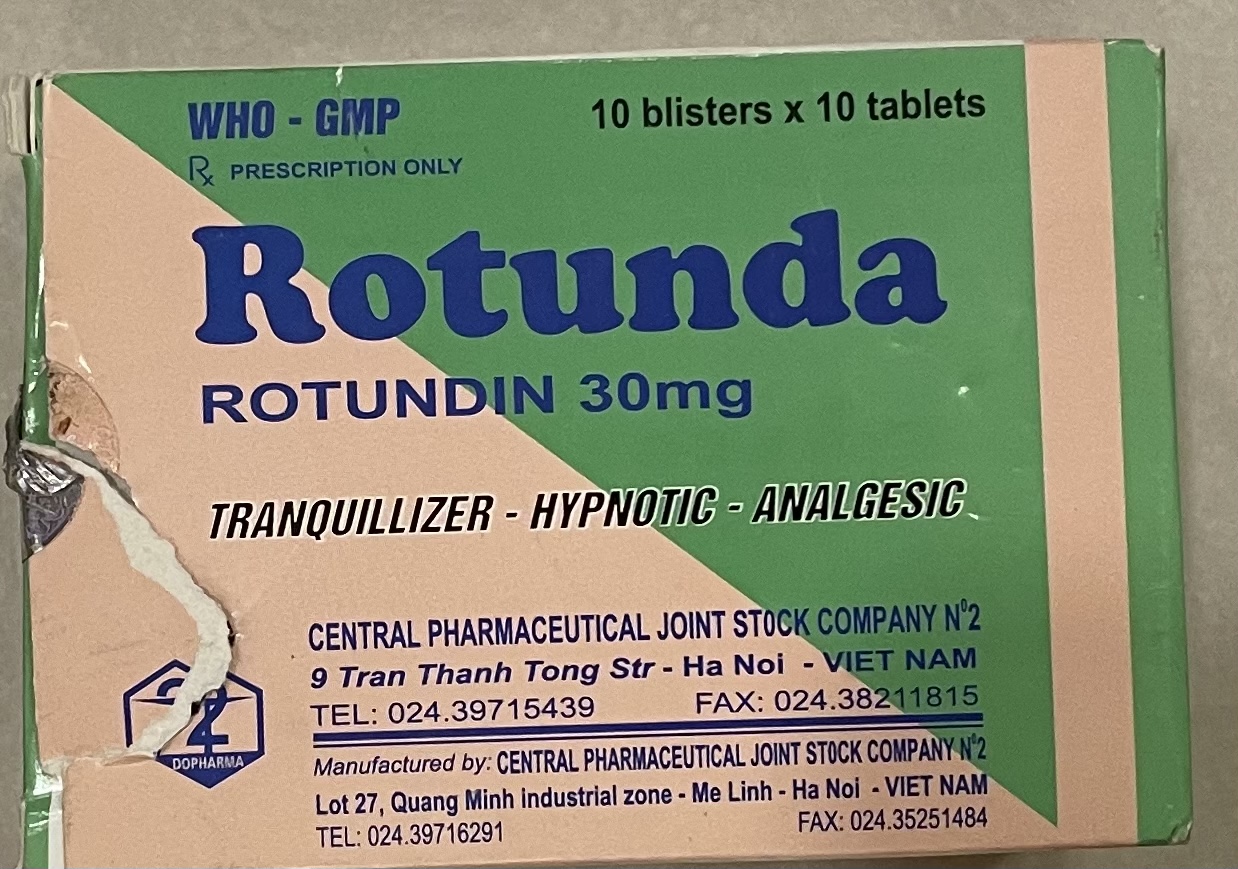 WHO - GMP
10 blisters x 10 tablets
Rx PRESCRIPTION ONLY
Rotunda
ROTUNDIN 30mg
TRANQUILLIZER - HYPNOTIC - ANALGESIC
CENTRAL PHARMACEUTICAL JOINT STOCK COMPANY Nº2
9 Tran Thanh Tong Str - Ha Noi - VIET NAM
TEL: 024.39715439 FAX: 024.38211815
DOPHARMA
Manufactured by: CENTRAL PHARMACEUTICAL JOINT STOCK COMPANY Nº2
Lot 27, Quang Minh industrial zone - Me Linh - Ha Noi - VIET NAM
TEL: 024.39716291 FAX: 024.35251484